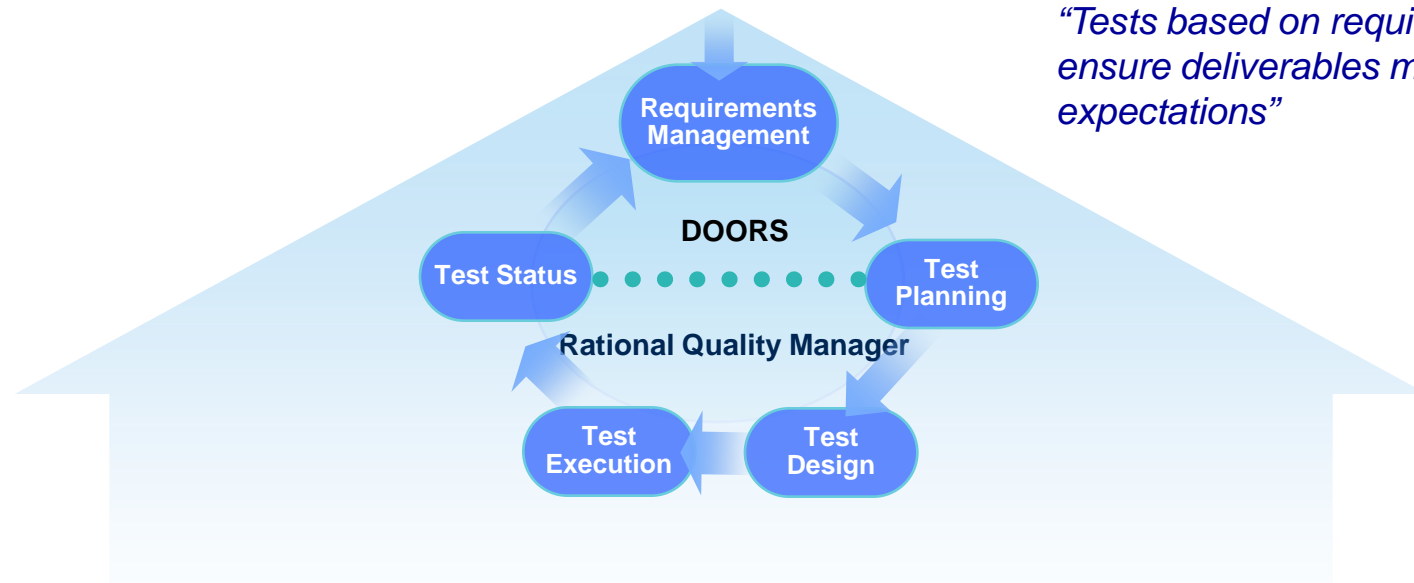 “Tests based on
ensure deliverables
expectations”
Requirements
Management
DOORS
Test Status
Test
Planning
Rational Quality Manager
Test
Execution
Test
Design